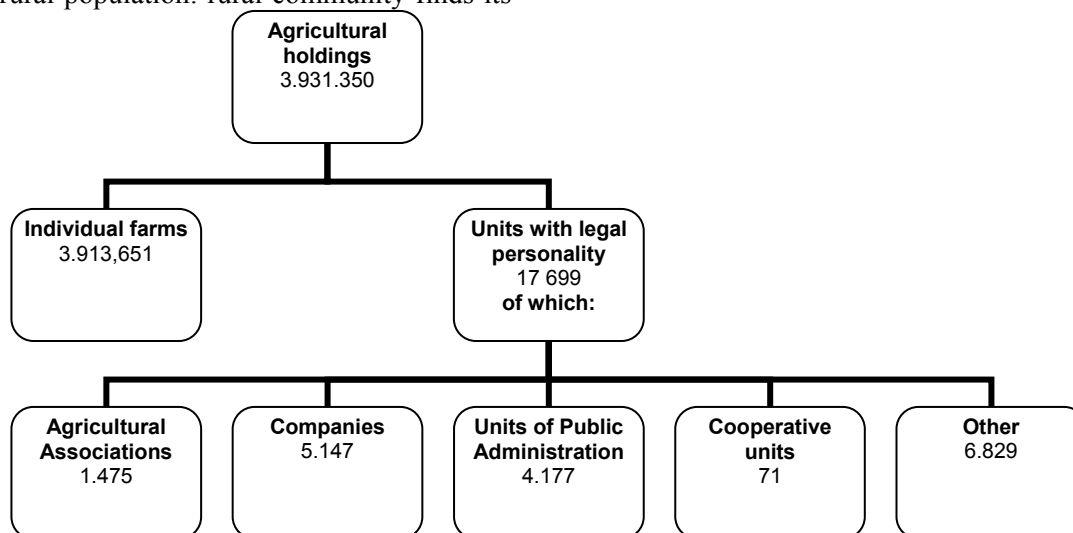 rural population. rural community finds its
Agricultural
holdings
3.931.350
Individual farms
3.913,651
Units with legal
personality
17 699
of which:
Agricultural
Associations
1.475
Companies
5.147
Units of Public
Administration
4.177
Cooperative
units
71
Other
6.829